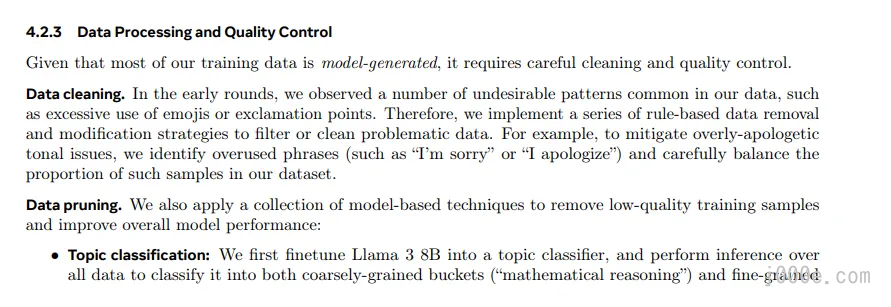 4.2.3 Data Processing and Quality Control
Given that most of our training data is model-generated, it requires careful cleaning and quality control.
Data cleaning. In the early rounds, we observed a number of undesirable patterns common in our data, such
as excessive use of emojis or exclamation points. Therefore, we implement a series of rule-based data removal
and modification strategies to filter or clean problematic data. For example, to mitigate overly-apologetic
tonal issues, we identify overused phrases (such as “I’m sorry” or “I apologize”) and carefully balance the
proportion of such samples in our dataset.
Data pruning. We also apply a collection of model-based techniques to remove low-quality training samples
and improve overall model performance:
• Topic classification: We first finetune Llama 3 8B into a topic classifier, and perform inference over
all data to classify it into both coarsely-grained buckets (“mathematical reasoning”) and fine-grained